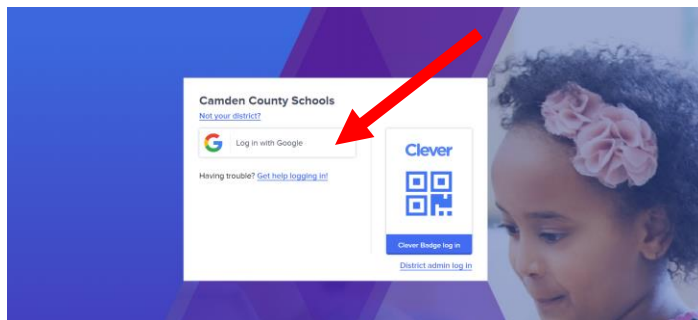 Camden County Schools
Not your district?
Log in with Google
Having trouble? Get help logging in!
Clever
Clever Badge log in
District admin log in